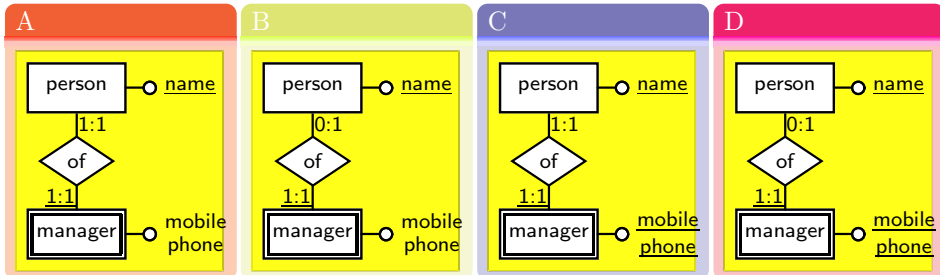 A
person
name
1:1
of
1:1
manager
mobile
phone
B
person
name
0:1
of
1:1
manager
mobile
phone
C
person
name
1:1
of
1:1
manager
mobile
phone
D
person
name
0:1
of
1:1
manager
mobile
phone